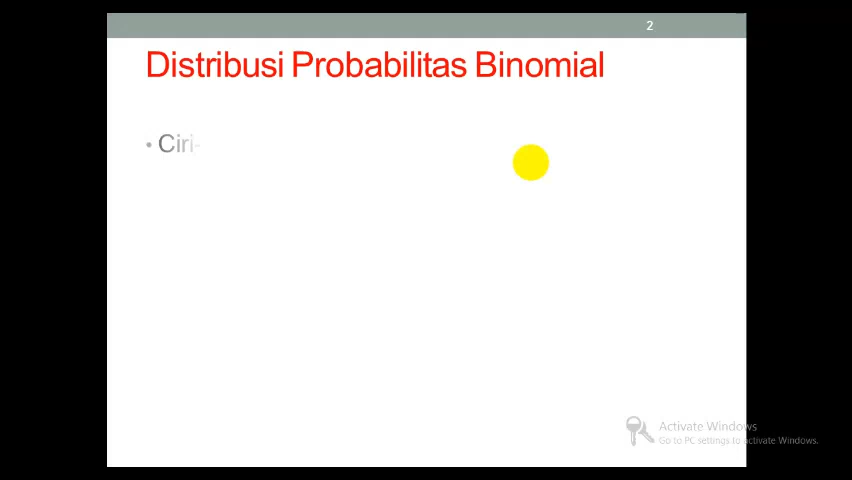 2
Distribusi Probabilitas Binomial
• Ciri-
Activate Windows
Go to PC settings to activate Windows.